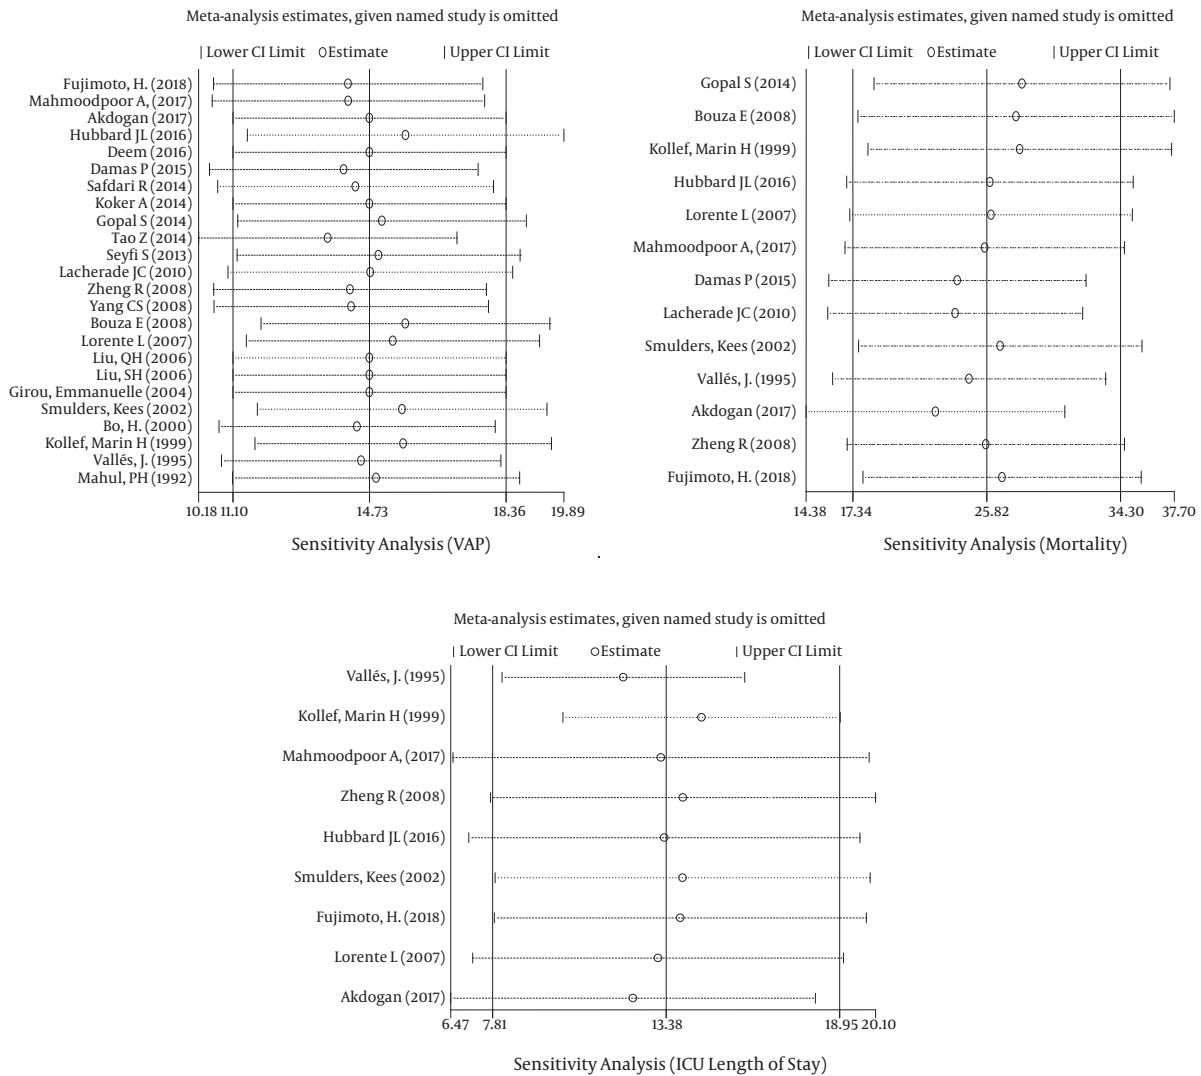 Meta-analysis estimates, given named study is omitted
| Lower CI Limit ○Estimate | Upper CI Limit
Fujimoto, H. (2018)
Mahmoodpoor A, (2017)
Akdogan (2017)
Hubbard JL (2016)
Deem (2016)
Damas P (2015)
Safdari R (2014)
Koker A (2014)
Gopal S (2014)
Tao Z (2014)
Seyfi S (2013)
Lacherade JC (2010)
Zheng R (2008)
Yang CS (2008)
Bouza E (2008)
Lorente L (2007)
Liu, QH (2006)
Liu, SH (2006)
Girou, Emmanuelle (2004)
Smulders, Kees (2002)
Bo, H. (2000)
Kollef, Marin H (1999)
Vallés, J. (1995)
Mahul, PH (1992)
10.18 11.10 14.73 18.36 19.89
Sensitivity Analysis (VAP)
Meta-analysis estimates, given named study is omitted
| Lower CI Limit ○Estimate | Upper CI Limit
Gopal S (2014)
Bouza E (2008)
Kollef, Marin H (1999)
Hubbard JL (2016)
Lorente L (2007)
Mahmoodpoor A, (2017)
Damas P (2015)
Lacherade JC (2010)
Smulders, Kees (2002)
Vallés, J. (1995)
Akdogan (2017)
Zheng R (2008)
Fujimoto, H. (2018)
14.38 17.34 25.82 34.30 37.70
Sensitivity Analysis (Mortality)
.
Meta-analysis estimates, given named study is omitted
| Lower CI Limit ○Estimate | Upper CI Limit
Vallés, J. (1995)
Kollef, Marin H (1999)
Mahmoodpoor A, (2017)
Zheng R (2008)
Hubbard JL (2016)
Smulders, Kees (2002)
Fujimoto, H. (2018)
Lorente L (2007)
Akdogan (2017)
6.47 7.81 13.38 18.95 20.10
Sensitivity Analysis (ICU Length of Stay)